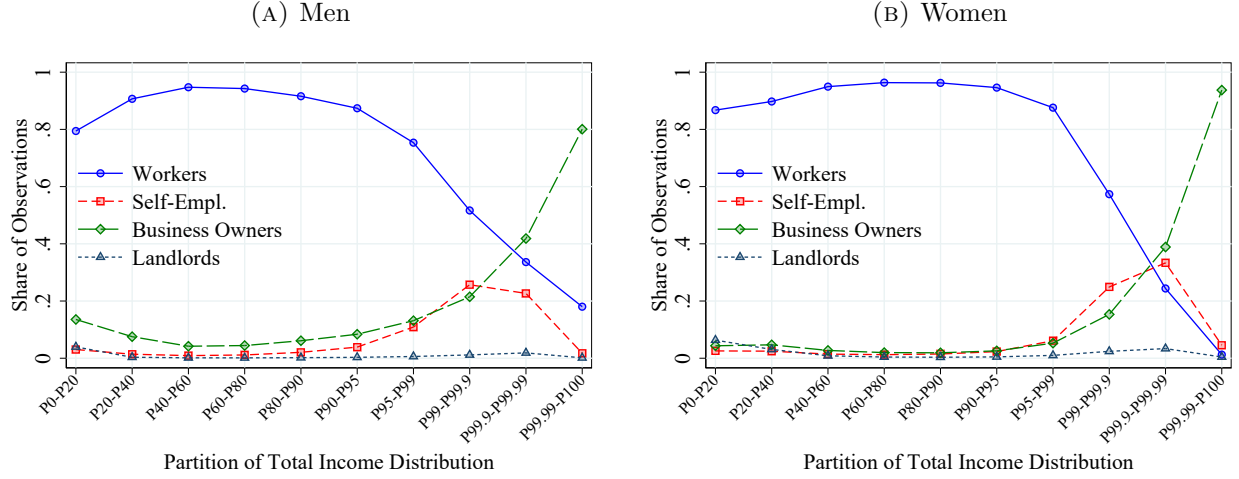 (A) Men
Share of Observations
1
.8
.6
.4
.2
0
Workers
Self-Empl.
Business Owners
Landlords
P0-P20
P20-P40
P40-P60
P60-P80
P80-P90
P90-P95
P95-P99
P99-P99.9
P99.9-P99.99
P99.99-P100
Partition of Total Income Distribution
(B) Women
Share of Observations
1
.8
.6
.4
.2
0
Workers
Self-Empl.
Business Owners
Landlords
P0-P20
P20-P40
P40-P60
P60-P80
P80-P90
P90-P95
P95-P99
P99-P99.9
P99.9-P99.99
P99.99-P100
Partition of Total Income Distribution